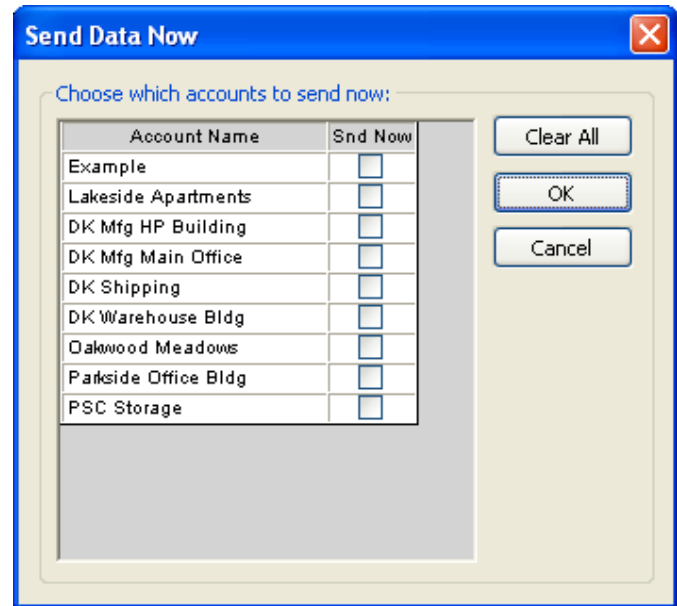 Send Data Now
Choose which accounts to send now:
Account Name Snd Now
Clear All
Example
Lakeside Apartments
OK
DK Mfg HP Building
DK Mfg Main Office
Cancel
DK Shipping
DK Warehouse Bldg
Oakwood Meadows
Parkside Office Bldg
PSC Storage